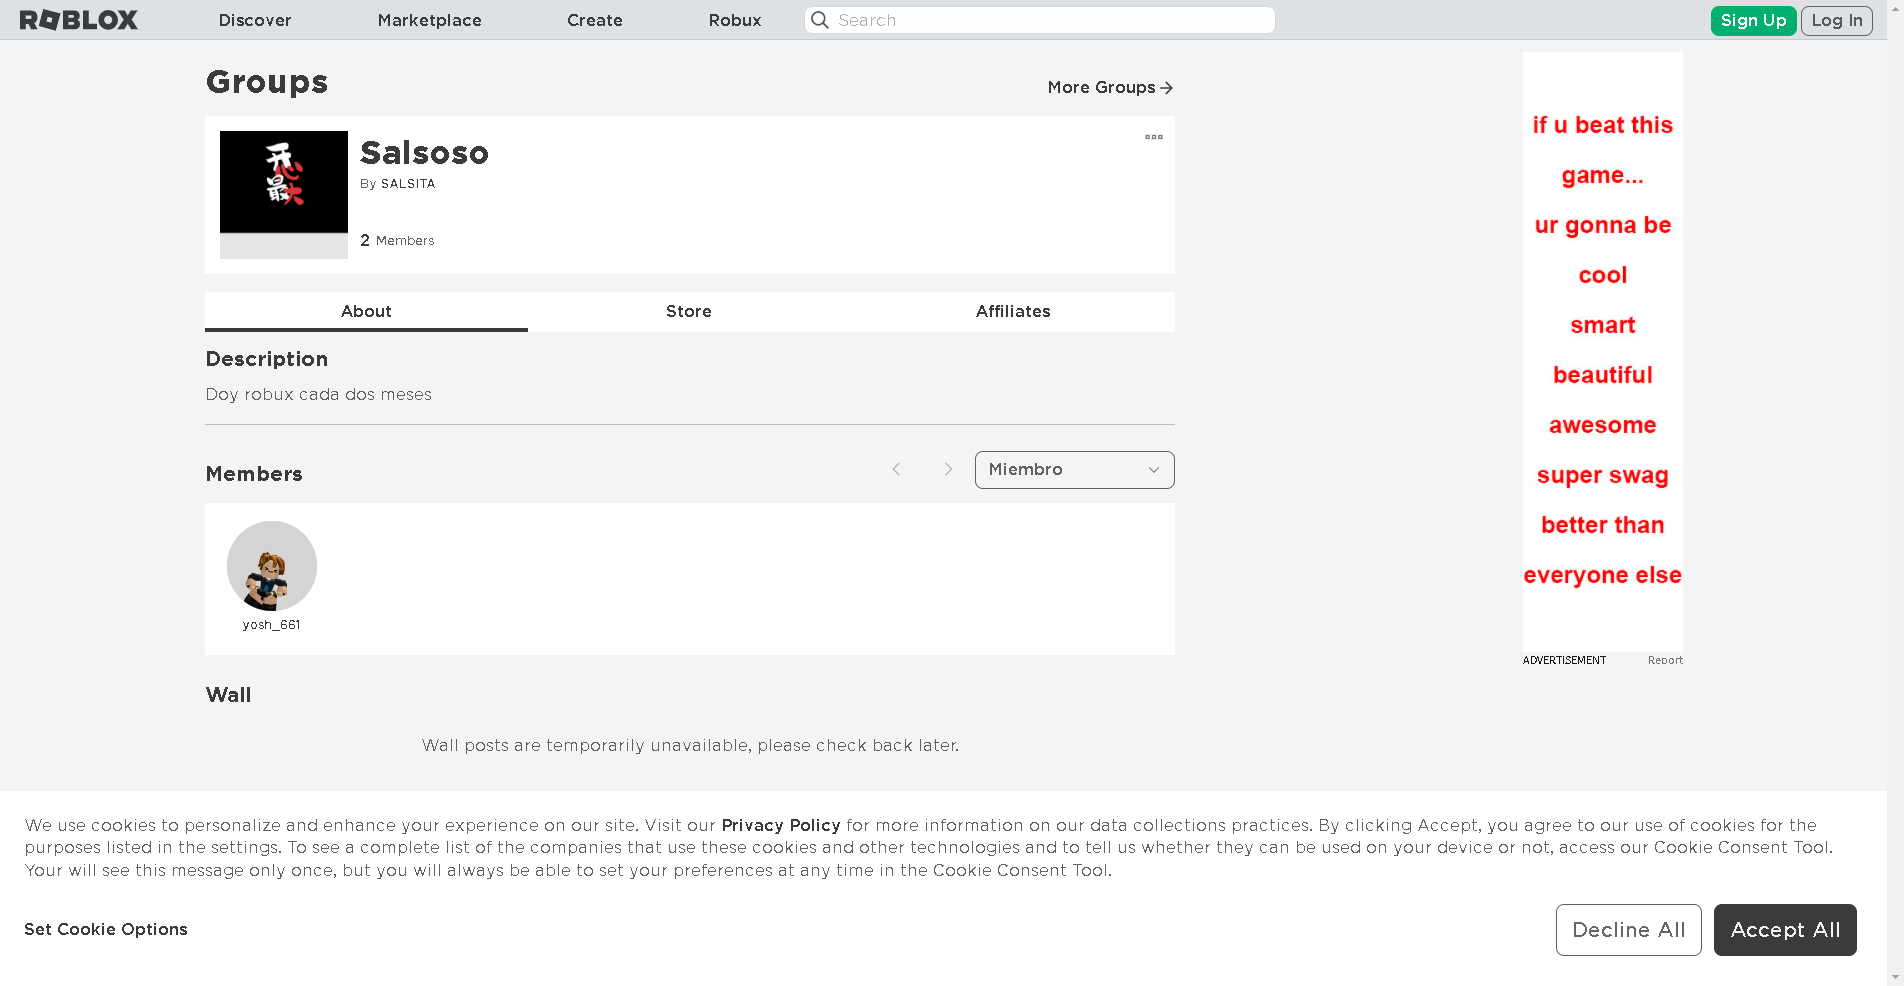 ROBLOX
Discover
Marketplace
Create
Robux
Search
Sign Up
Log In
Groups
More Groups
开心
最大
Salsoso
By SALSITA
2 Members
About
Store
Affiliates
Description
Doy robux cada dos meses
Members
Miembro
yosh_661
Wall
Wall posts are temporarily unavailable, please check back later.
if u beat this
game...
ur gonna be
cool
smart
beautiful
awesome
super swag
better than
everyone else
ADVERTISEMENT
Report
We use cookies to personalize and enhance your experience on our site. Visit our Privacy Policy for more information on our data collections practices. By clicking Accept, you agree to our use of cookies for the
purposes listed in the settings. To see a complete list of the companies that use these cookies and other technologies and to tell us whether they can be used on your device or not, access our Cookie Consent Tool.
Your will see this message only once, but you will always be able to set your preferences at any time in the Cookie Consent Tool.
Set Cookie Options
Decline All
Accept All